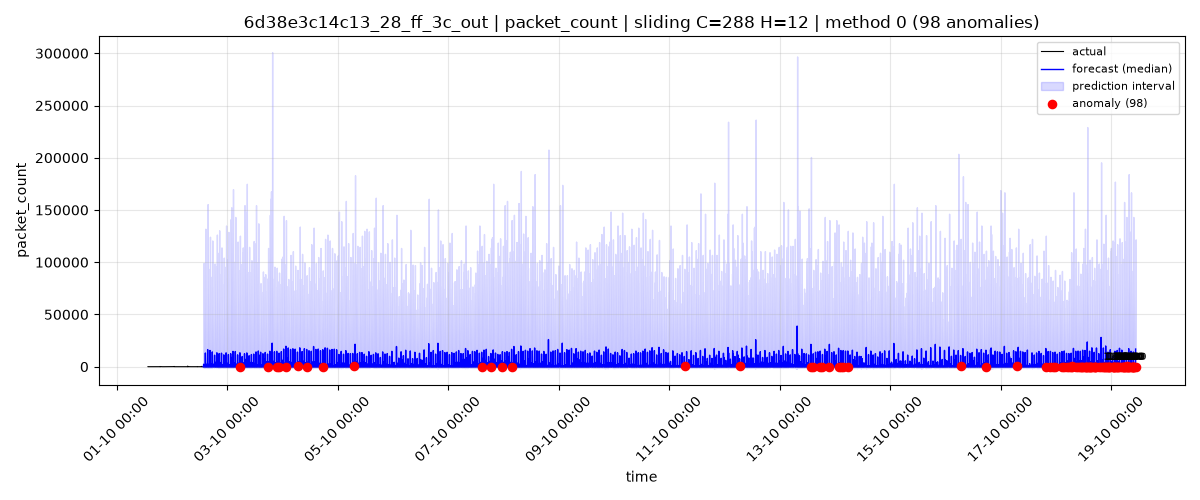 6d38e3c14c13_28_ff_3c_out | packet_count | sliding C=288 H=12 | method 0 (98 anomalies)
actual
forecast (median)
prediction interval
anomaly (98)
packet_count
300000
250000
200000
150000
100000
50000
0
01-10 00:00
03-10 00:00
05-10 00:00
07-10 00:00
09-10 00:00
11-10 00:00
13-10 00:00
15-10 00:00
17-10 00:00
19-10 00:00
time